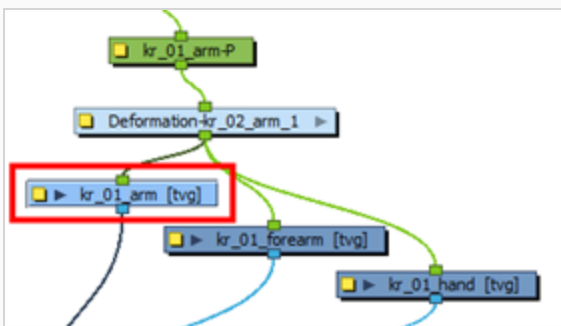 kr_01_arm-P
Deformation-kr_02_arm_1
kr_01_arm [tvg]
kr_01_forearm [tvg]
kr_01_hand [tvg]